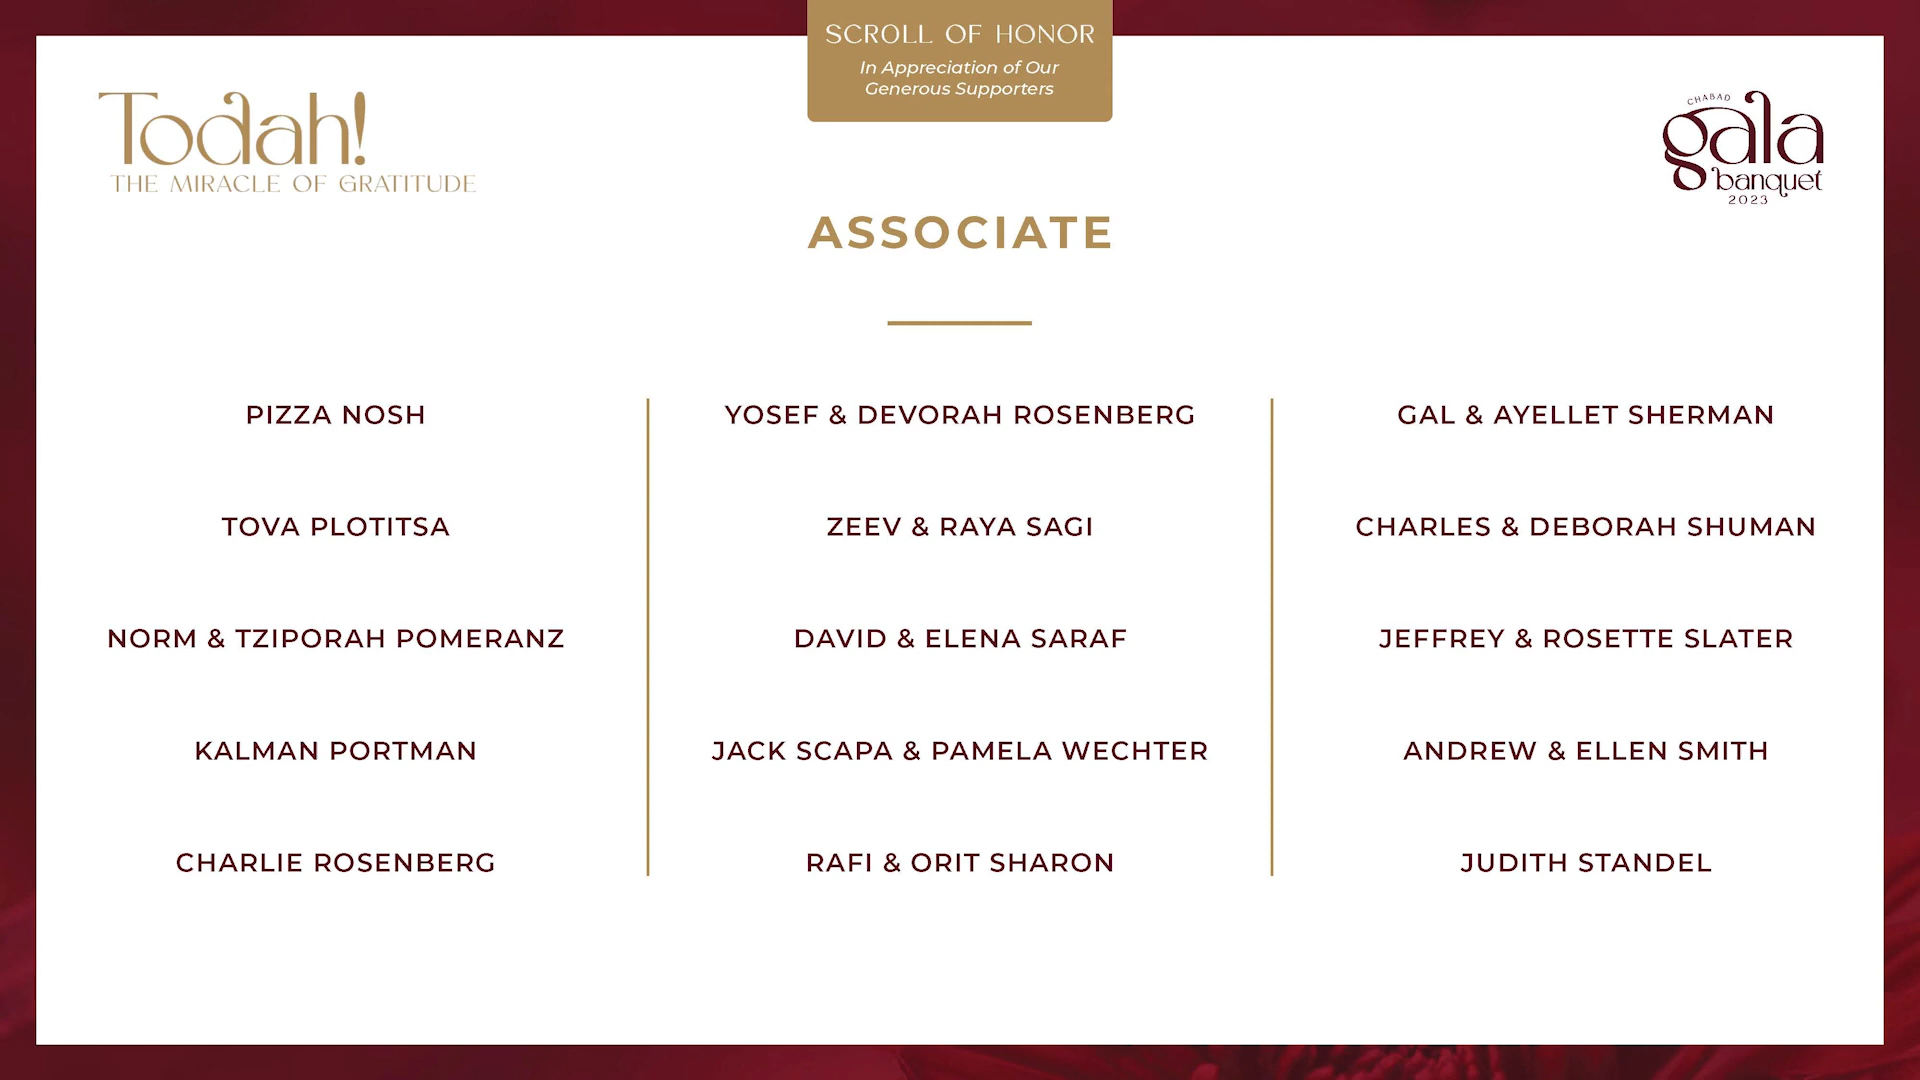 SCROLL OF HONOR
In Appreciation of Our
Generous Supporters
Todah!
THE MIRACLE OF GRATITUDE
CHABAD
gala
banquet
2023
ASSOCIATE
PIZZA NOSH
TOVA PLOTITSA
NORM & TZIPORAH POMERANZ
KALMAN PORTMAN
CHARLIE ROSENBERG
YOSEF & DEVORAH ROSENBERG
ZEEV & RAYA SAGI
DAVID & ELENA SARAF
JACK SCAPA & PAMELA WECHTER
RAFI & ORIT SHARON
GAL & AYELLET SHERMAN
CHARLES & DEBORAH SHUMAN
JEFFREY & ROSETTE SLATER
ANDREW & ELLEN SMITH
JUDITH STANDEL